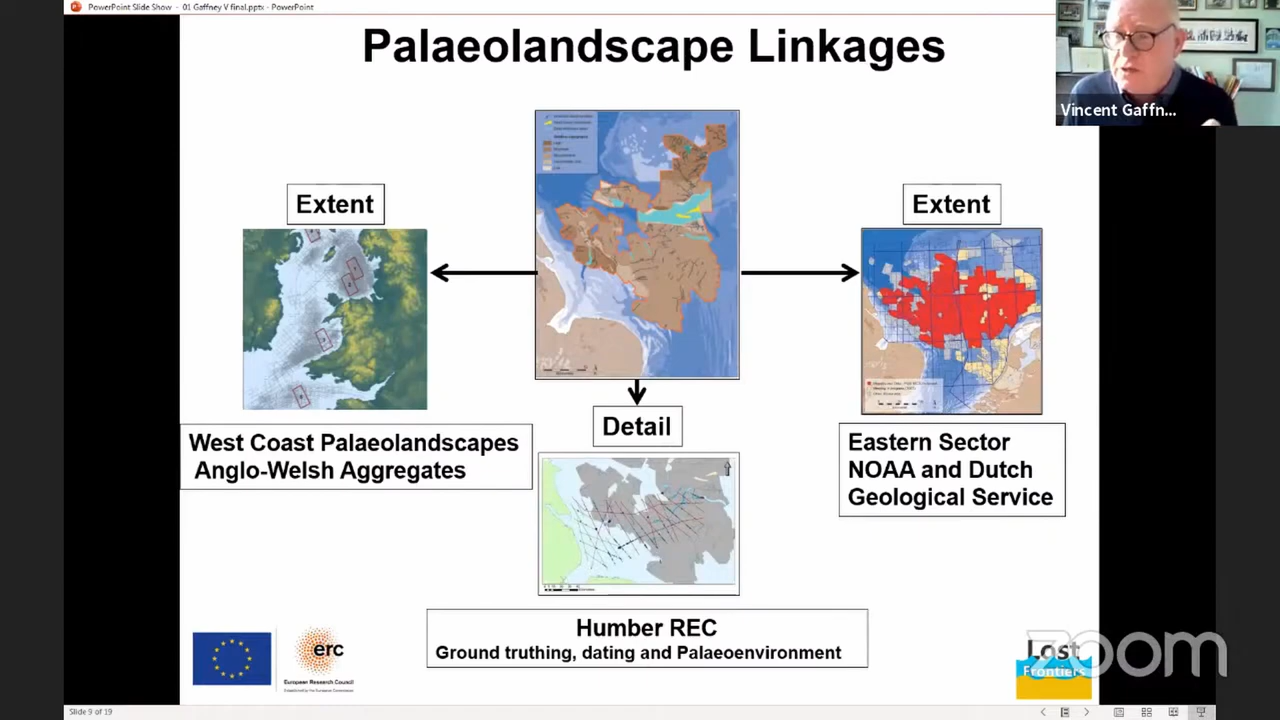 PowerPoint Slide Show - 01 Gaffney V final.pptx - PowerPoint
Palaeolandscape Linkages
Vincent Gaffn...
Extent
Extent
Detail
West Coast Palaeolandscapes
Anglo-Welsh Aggregates
Eastern Sector
NOAA and Dutch
Geological Service
Humber REC
Ground truthing, dating and Palaeoenvironment
erc
European Research Council
Lost
Frontiers
zoom
Slide 9 of 19